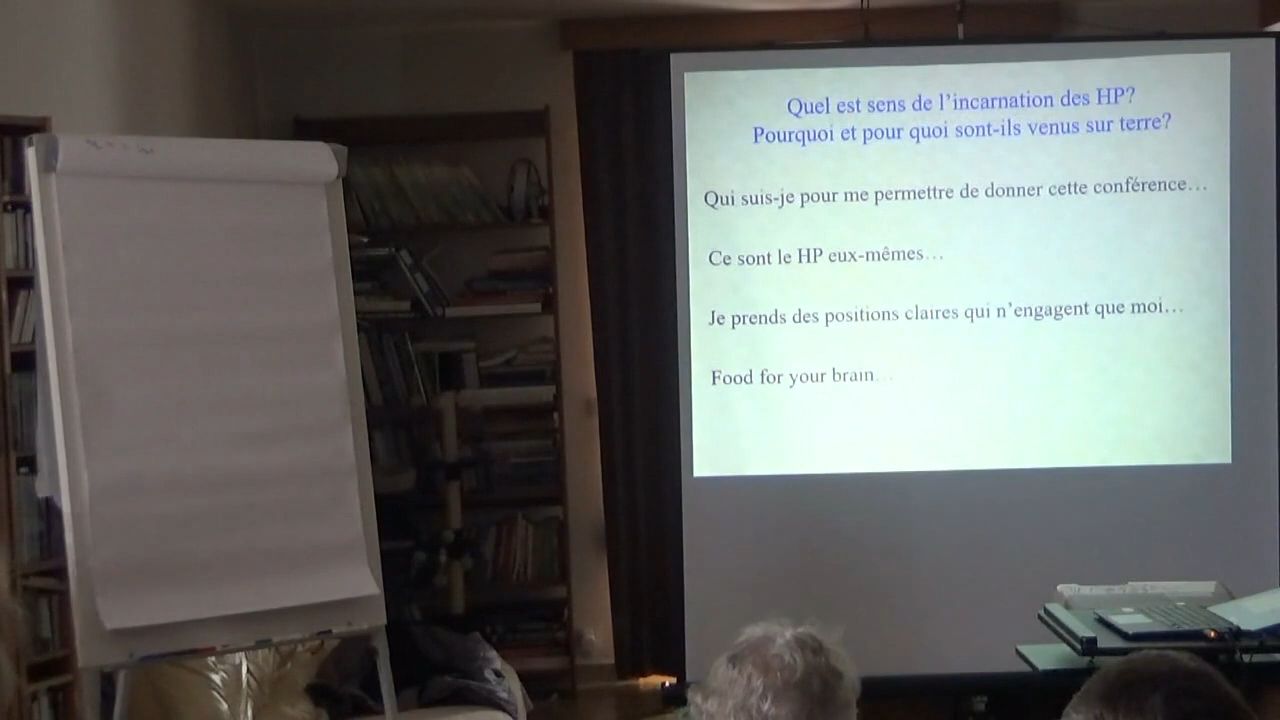 Quel est sens de l’incarnation des HP?
Pourquoi et pour quoi sont-ils venus sur terre?
Qui suis-je pour me permettre de donner cette conférence…
Ce sont le HP eux-mêmes…
Je prends des positions claires qui n’engagent que moi…
Food for your brain…